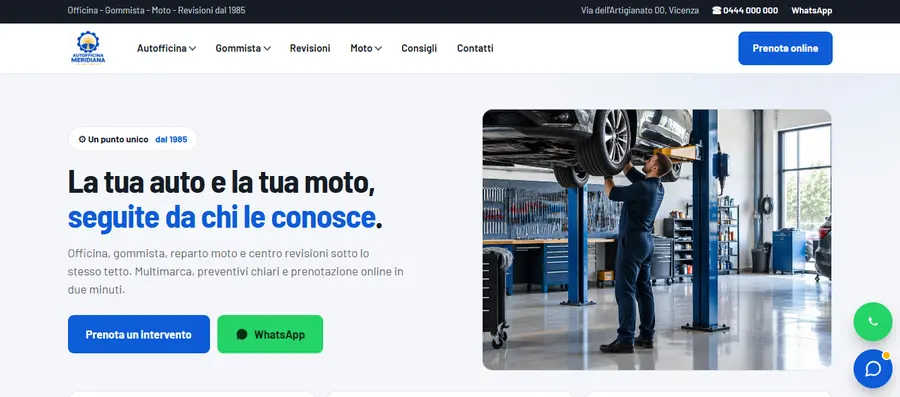 Officina - Gommista - Moto - Revisioni dal 1985
Via dell'Artigianato 00, Vicenza
0444 000 000
WhatsApp
AUTOFFICINA
MERIDIANA
Autofficina
Gommista
Revisioni
Moto
Consigli
Contatti
Prenota online
Un punto unico dal 1985
La tua auto e la tua moto,
seguite da chi le conosce.
Officina, gommista, reparto moto e centro revisioni sotto lo
stesso tetto. Multimarca, preventivi chiari e prenotazione online in
due minuti.
Prenota un intervento
WhatsApp